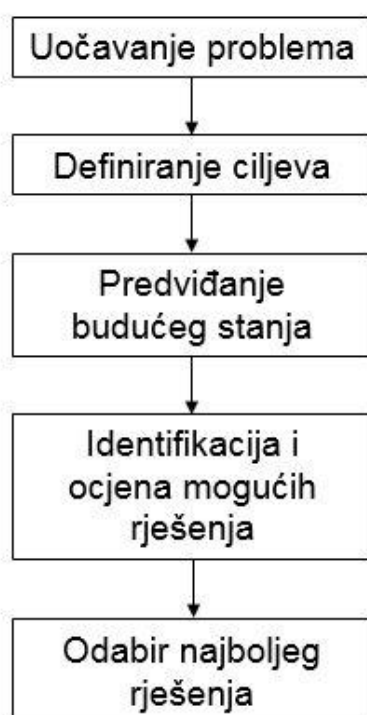 Uočavanje problema
Definiranje ciljeva
Predviđanje
budućeg stanja
Identifikacija i
ocjena mogućih
rješenja
Odabir najboljeg
rješenja